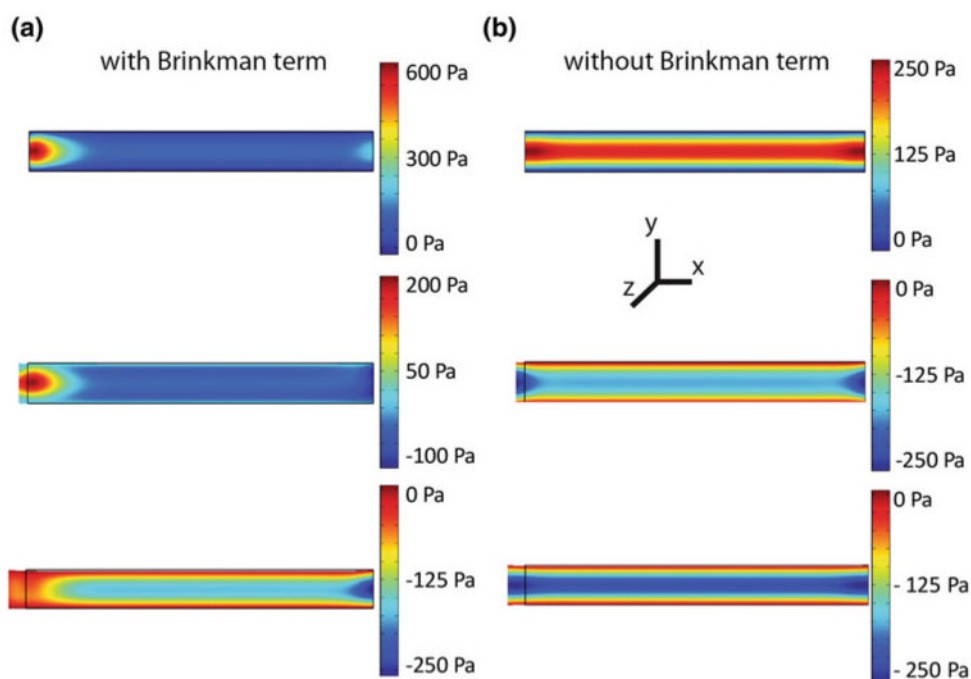 (a)
with Brinkman term
600 Pa
300 Pa
0 Pa
200 Pa
50 Pa
-100 Pa
0 Pa
-125 Pa
-250 Pa
(b)
without Brinkman term
250 Pa
125 Pa
0 Pa
y
x
z
0 Pa
-125 Pa
-250 Pa
0 Pa
- 125 Pa
- 250 Pa